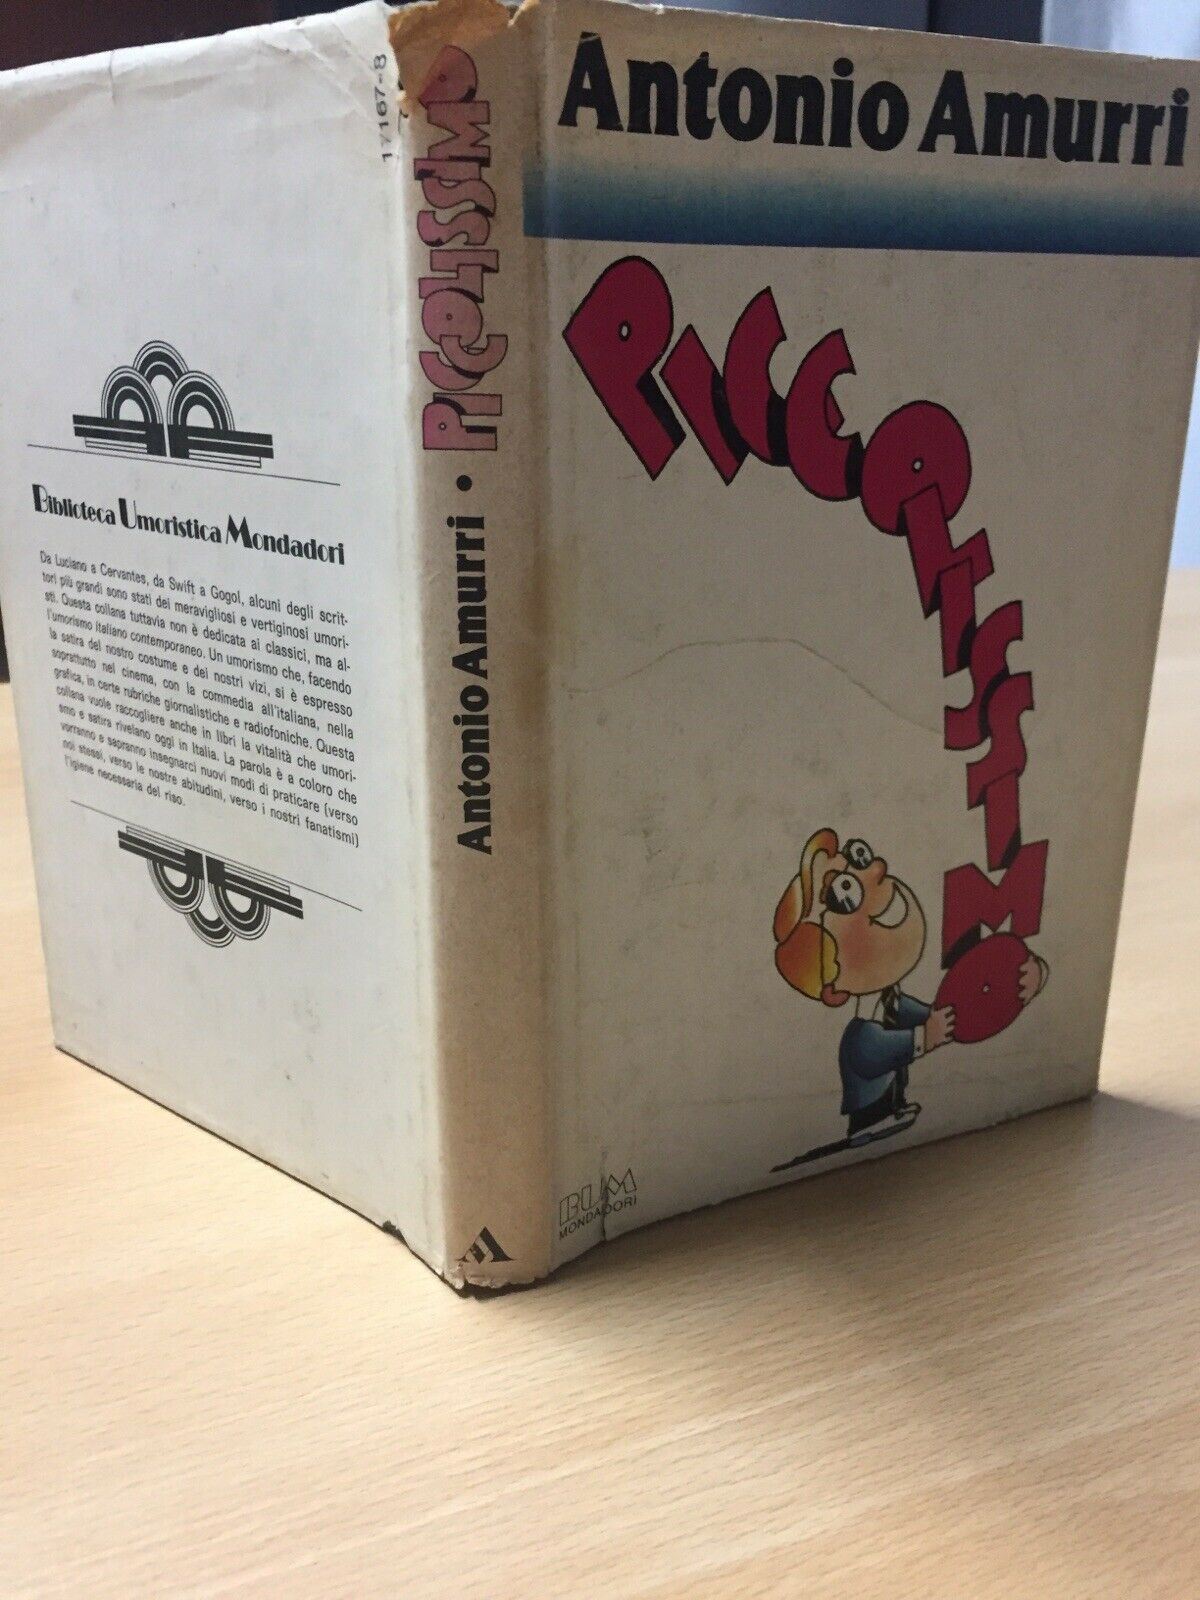 17167-8
Biblioteca Umoristica Mondadori
Da Luciano a Cervantes, da Swift a Gogol, alcuni degli scrit-
tori più grandi sono stati dei meravigliosi e vertiginosi umori-
sti. Questa collana tuttavia non è dedicata ai classici, ma al-
l'umorismo italiano contemporaneo. Un umorismo che, facendo
la satira del nostro costume e dei nostri vizi, si è espresso
soprattutto nel cinema, con la commedia all'italiana, nella
grafica, in certe rubriche giornalistiche e radiofoniche. Questa
collana vuole raccogliere anche in libri la vitalità che umori-
smo e satira rivelano oggi in Italia. La parola è a coloro che
vorranno e sapranno insegnarci nuovi modi di praticare (verso
noi stessi, verso le nostre abitudini, verso i nostri fanatismi)
l'igiene necessaria del riso.
Antonio Amurri • PICCOLISSIMO
Antonio Amurri
PICCOLISSIMO
BUM
MONDADORI